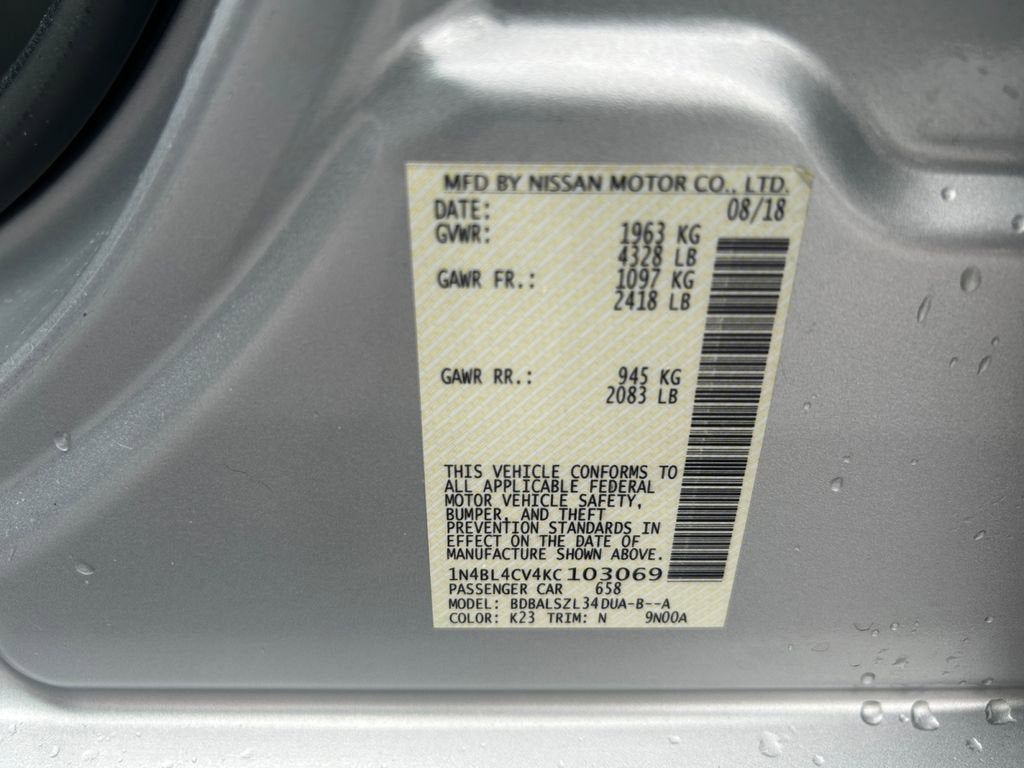 MFD BY NISSAN MOTOR CO., LTD.
DATE: 08/18
GVWR: 1963 KG
4328 LB
GAWR FR.: 1097 KG
2418 LB
GAWR RR.: 945 KG
2083 LB
THIS VEHICLE CONFORMS TO
ALL APPLICABLE FEDERAL
MOTOR VEHICLE SAFETY,
BUMPER, AND THEFT
PREVENTION STANDARDS IN
EFFECT ON THE DATE OF
MANUFACTURE SHOWN ABOVE.
1N4BL4CV4KC103069
PASSENGER CAR 658
MODEL: BDBALSZL34DUA-B--A
COLOR: K23 TRIM: N 9N00A